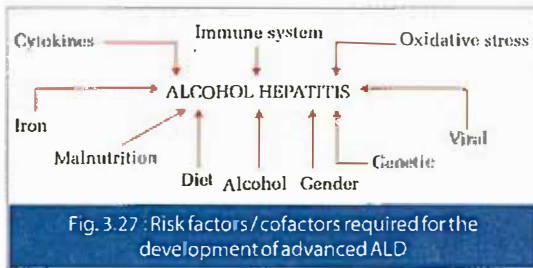 Cytokines
Immune system
Oxidative stress
ALCOHOL HEPATITIS
Iron
Malnutrition
Diet
Alcohol
Gender
Genetic
Viral
Fig. 3.27 : Risk factors / cofactors required for the
development of advanced ALD